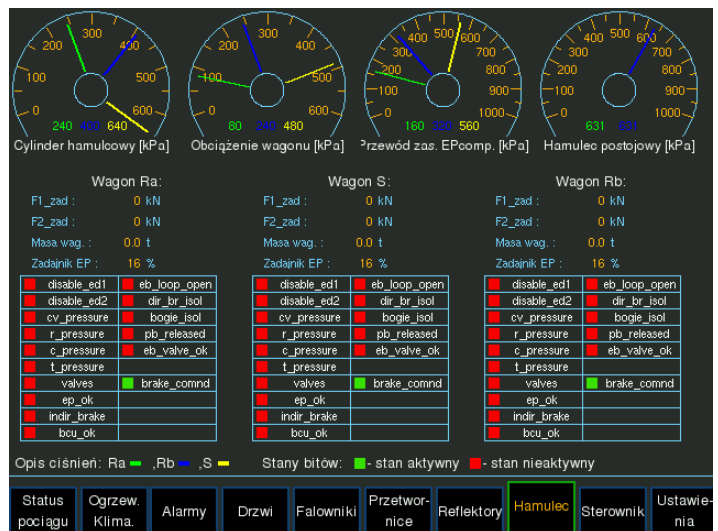 0 100 200 300 400 500 600
240 400 640
Cylinder hamulcowy [kPa]
0 100 200 300 400 500 600
80 240 480
Obciążenie wagonu [kPa]
0 100 200 300 400 500 600 700 800 900 1000
160 320 560
Przewód zas. EPcomp. [kPa]
0 100 200 300 400 500 600 700 800 900 1000
631 631
Hamulec postojowy [kPa]
Wagon Ra:
F1_zad : 0 kN
F2_zad : 0 kN
Masa wag. : 0.0 t
Zadajnik EP : 16 %
disable_ed1 eb_loop_open
disable_ed2 dir_br_isol
cv_pressure bogie_isol
r_pressure pb_released
c_pressure eb_valve_ok
t_pressure
valves brake_comnd
ep_ok
indir_brake
bcu_ok
Wagon S:
F1_zad : 0 kN
F2_zad : 0 kN
Masa wag. : 0.0 t
Zadajnik EP : 16 %
disable_ed1 eb_loop_open
disable_ed2 dir_br_isol
cv_pressure bogie_isol
r_pressure pb_released
c_pressure eb_valve_ok
t_pressure
valves brake_comnd
ep_ok
indir_brake
bcu_ok
Wagon Rb:
F1_zad : 0 kN
F2_zad : 0 kN
Masa wag. : 0.0 t
Zadajnik EP : 16 %
disable_ed1 eb_loop_open
disable_ed2 dir_br_isol
cv_pressure bogie_isol
r_pressure pb_released
c_pressure eb_valve_ok
t_pressure
valves brake_comnd
ep_ok
indir_brake
bcu_ok
Opis ciśnień: Ra ,Rb ,S Stany bitów: - stan aktywny - stan nieaktywny
Status
pociągu
Ogrzew.
Klima.
Alarmy
Drzwi
Falowniki
Przetwor-
nice
Reflektory
Hamulec
Sterownik
Ustawie-
nia